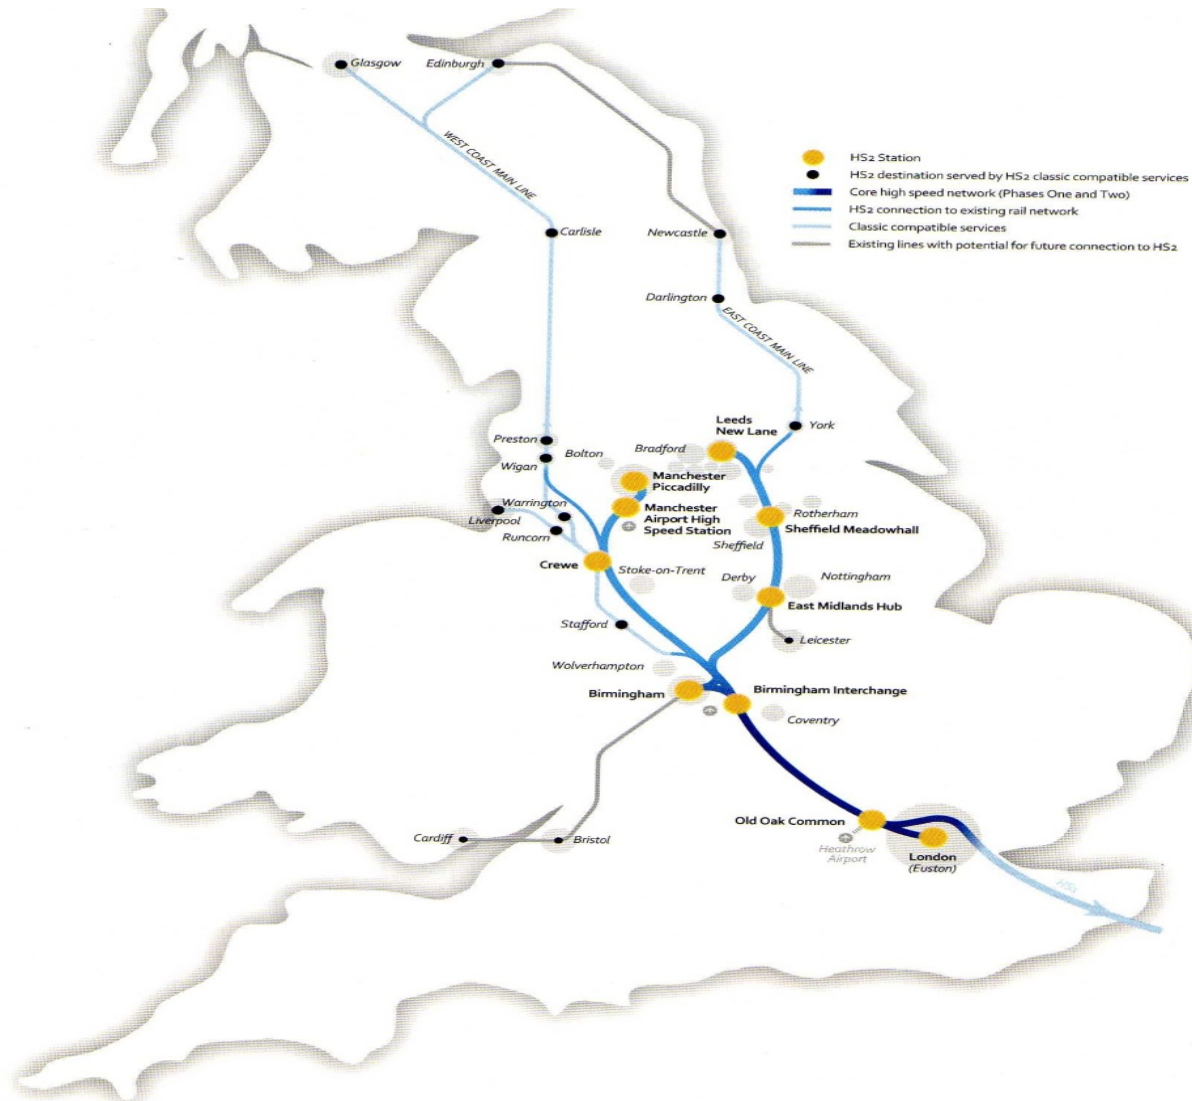 Glasgow
Edinburgh
WEST COAST MAIN LINE
HS2 Station
HS2 destination served by HS2 classic compatible services
Core high speed network (Phases One and Two)
HS2 connection to existing rail network
Classic compatible services
Existing lines with potential for future connection to HS2
Carlisle
Newcastle
Darlington
EAST COAST MAIN LINE
Leeds
New Lane
York
Preston
Bolton
Bradford
Wigan
Manchester
Piccadilly
Warrington
Liverpool
Manchester
Airport High
Speed Station
Rotherham
Sheffield Meadowhall
Runcorn
Sheffield
Crewe
Stoke-on-Trent
Derby
Nottingham
East Midlands Hub
Stafford
Leicester
Wolverhampton
Birmingham
Birmingham Interchange
Coventry
Old Oak Common
Cardiff
Bristol
Heathrow
Airport
London
(Euston)
HS1